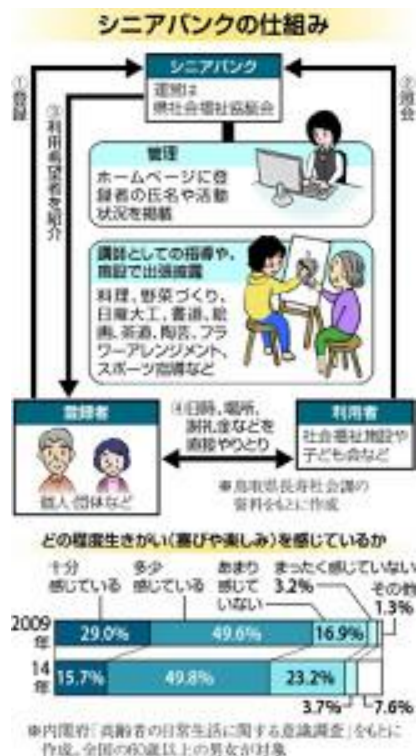 シニアバンクの仕組み
シニアバンク
運営は
県社会福祉協議会
①登録
③利用希望者を紹介
②照会
管理
ホームページに登
録者の氏名や活動
状況を掲載
講師としての指導や、
施設で出張披露
料理、野菜づくり、
日曜大工、書道、絵
画、茶道、陶芸、フラ
ワーアレンジメント、
スポーツ指導など
登録者
個人・団体など
④日時、場所、
謝礼金などを
直接やりとり
利用者
社会福祉施設や
子ども会など
※鳥取県長寿社会課の
資料をもとに作成
どの程度生きがい(喜びや楽しみ)を感じているか
十分
感じている
多少
感じている
あまり
感じて
いない
まったく感じていない
3.2%
その他
1.3%
2009
年
29.0%
49.6%
16.9%
14
年
15.7%
49.8%
23.2%
3.7%
7.6%
※内閣府「高齢者の日常生活に関する意識調査」をもとに
作成。全国の60歳以上の男女が対象